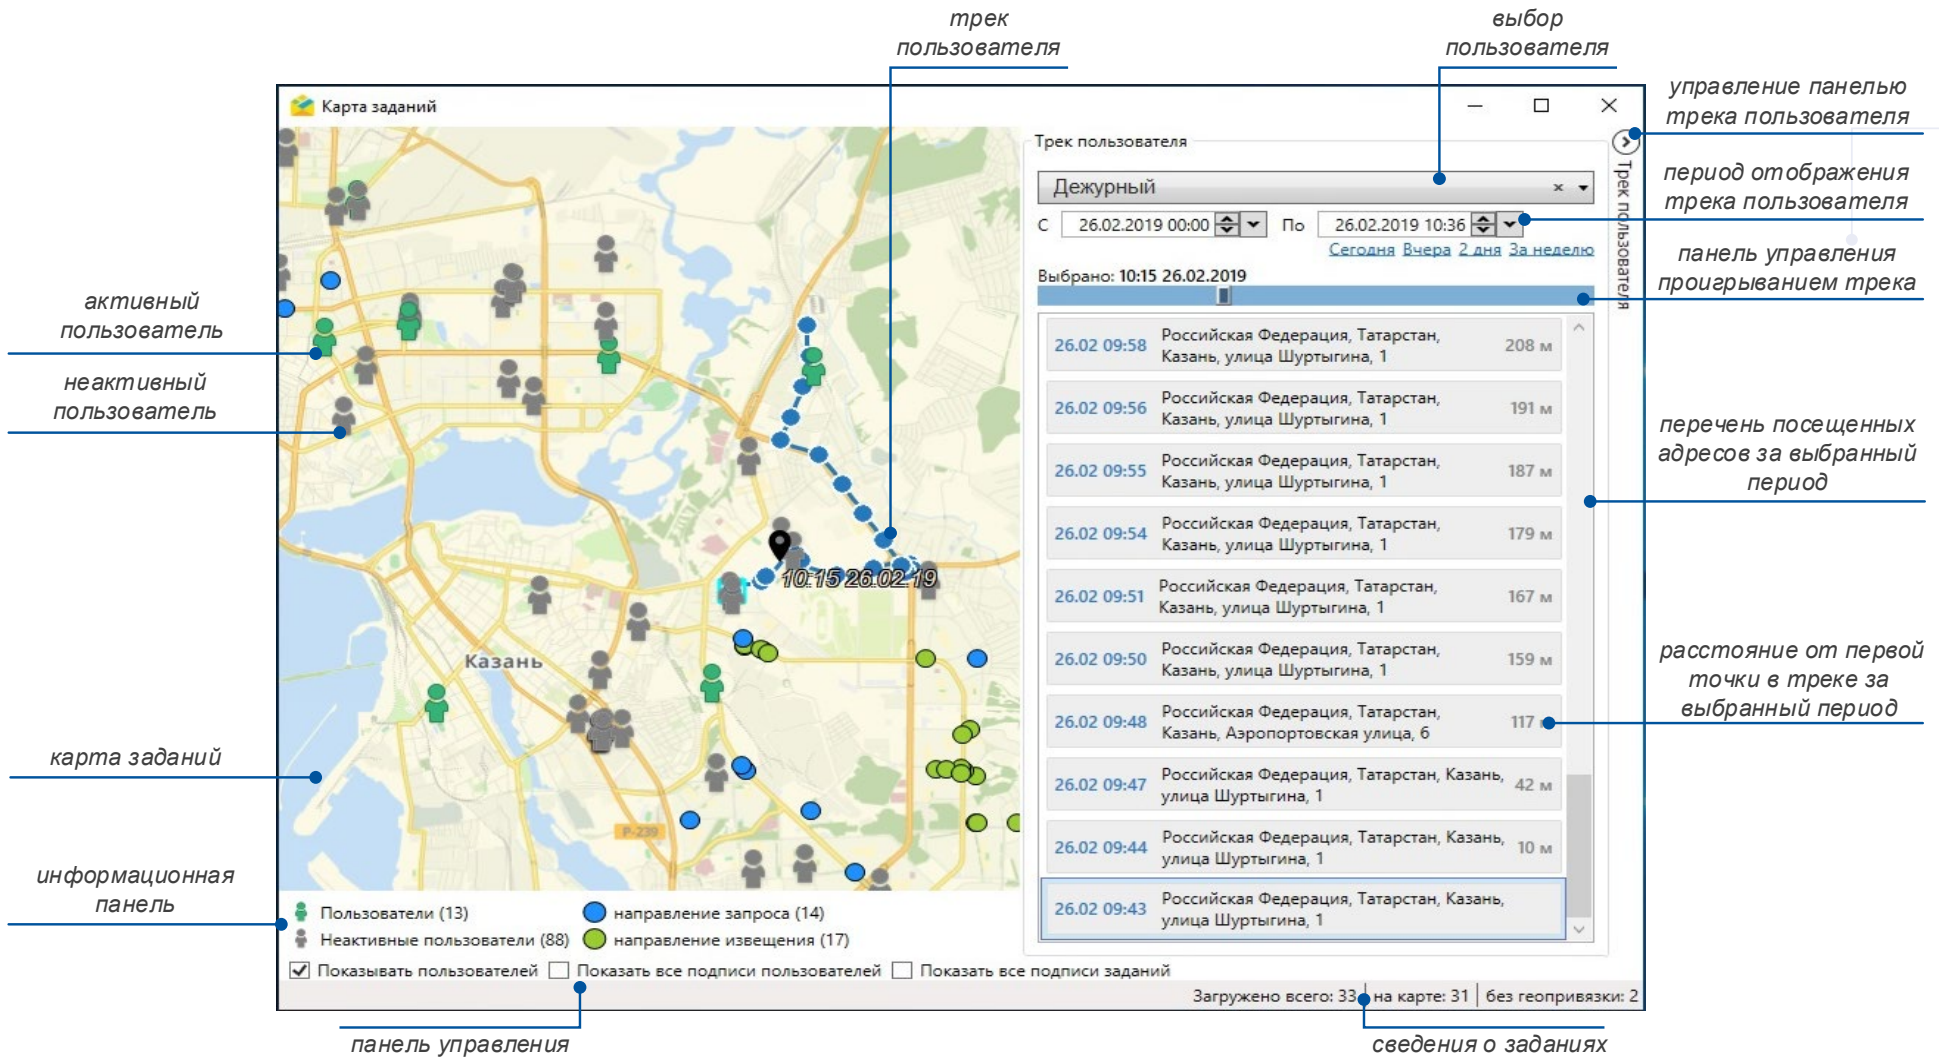 трек
пользователя
выбор
пользователя
управление панелью
трека пользователя
период отображения
трека пользователя
панель управления
проигрыванием трека
перечень посещенных
адресов за выбранный
период
расстояние от первой
точки в треке за
выбранный период
активный
пользователь
неактивный
пользователь
карта заданий
информационная
панель
Карта заданий
10:15 26.02.19
Казань
Р-239
Трек пользователя
Дежурный
С 26.02.2019 00:00 По 26.02.2019 10:36
Сегодня Вчера 2 дня За неделю
Выбрано: 10:15 26.02.2019
Трек пользователя
26.02 09:58 Российская Федерация, Татарстан, 208 м
Казань, улица Шуртыгина, 1
26.02 09:56 Российская Федерация, Татарстан, 191 м
Казань, улица Шуртыгина, 1
26.02 09:55 Российская Федерация, Татарстан, 187 м
Казань, улица Шуртыгина, 1
26.02 09:54 Российская Федерация, Татарстан, 179 м
Казань, улица Шуртыгина, 1
26.02 09:51 Российская Федерация, Татарстан, 167 м
Казань, улица Шуртыгина, 1
26.02 09:50 Российская Федерация, Татарстан, 159 м
Казань, улица Шуртыгина, 1
26.02 09:48 Российская Федерация, Татарстан, 117 м
Казань, Аэропортовская улица, 6
26.02 09:47 Российская Федерация, Татарстан, Казань, 42 м
улица Шуртыгина, 1
26.02 09:44 Российская Федерация, Татарстан, Казань, 10 м
улица Шуртыгина, 1
26.02 09:43 Российская Федерация, Татарстан, Казань,
улица Шуртыгина, 1
Пользователи (13) направление запроса (14)
Неактивные пользователи (88) направление извещения (17)
Показывать пользователей Показать все подписи пользователей Показать все подписи заданий
Загружено всего: 33 на карте: 31 без геопривязки: 2
панель управления
сведения о заданиях